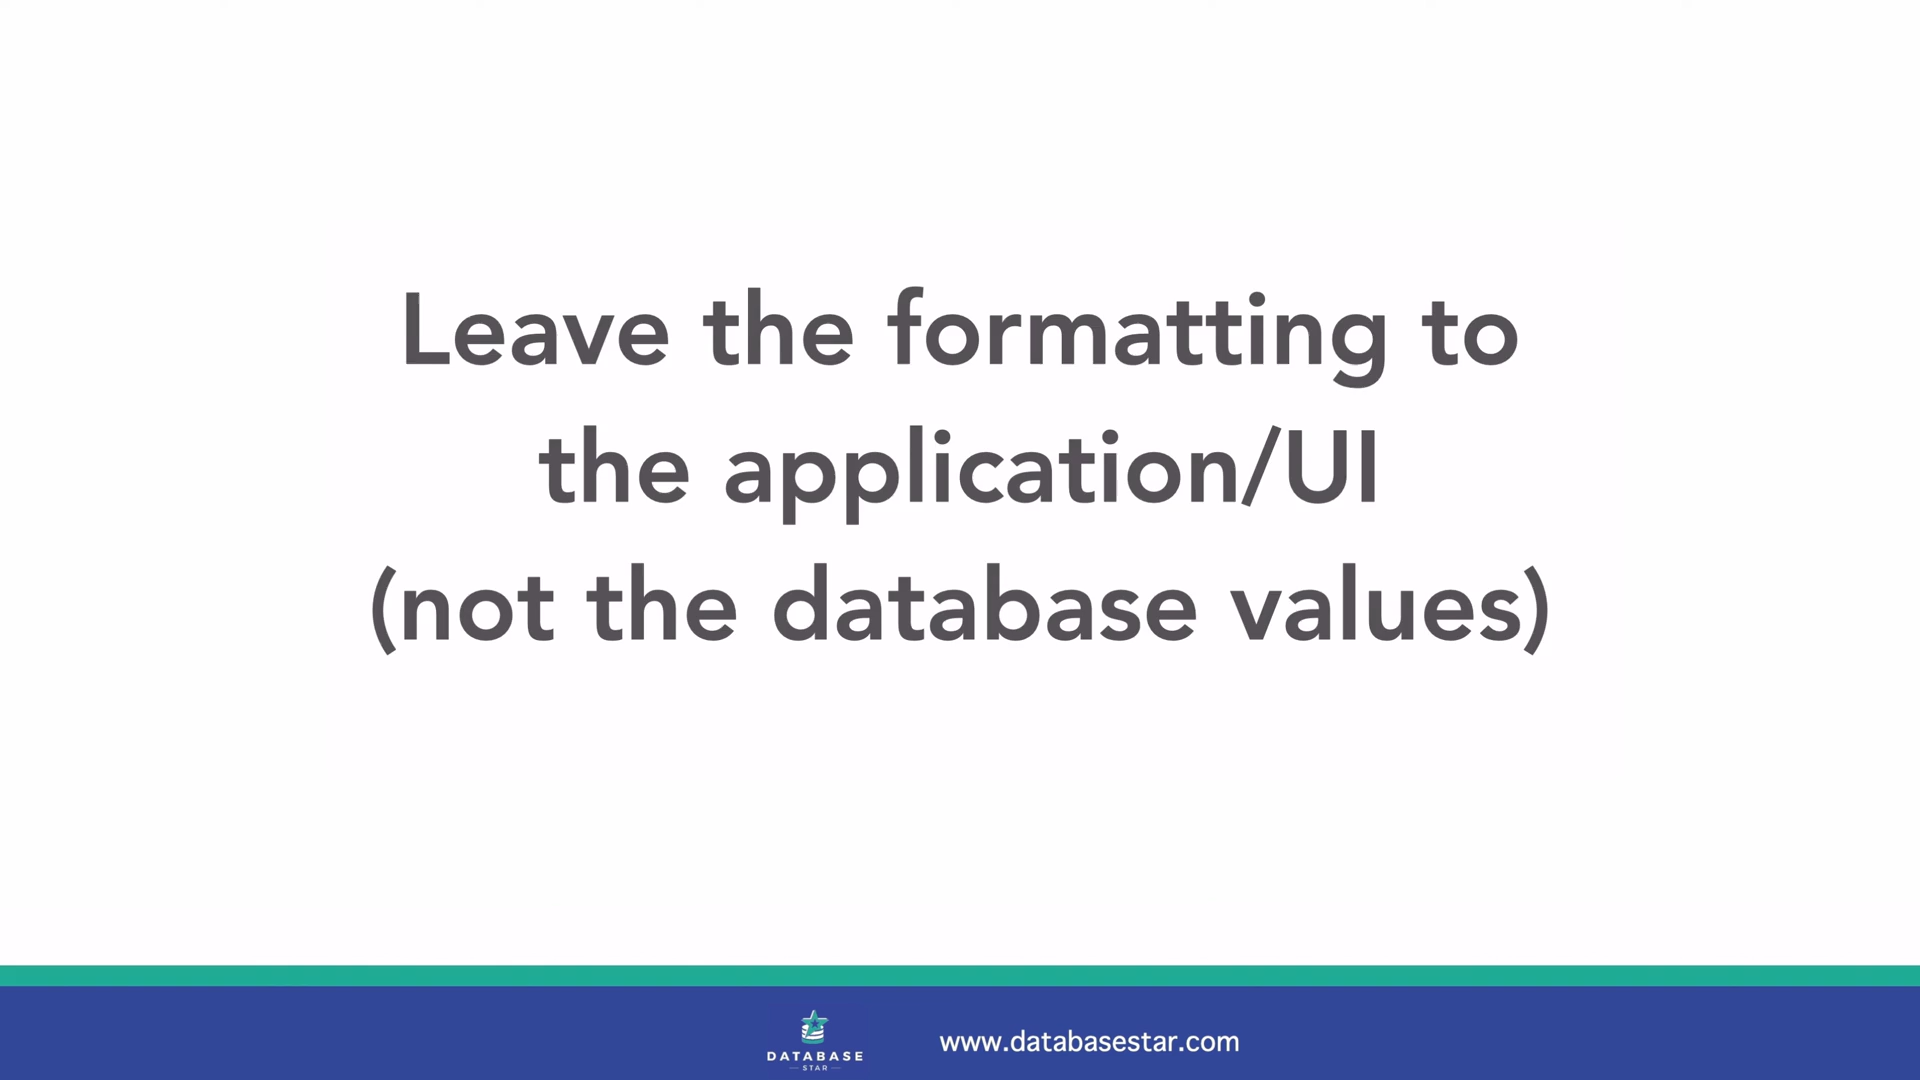 Leave the formatting to
the application/UI
(not the database values)
DATABASE
STAR
www.databasestar.com